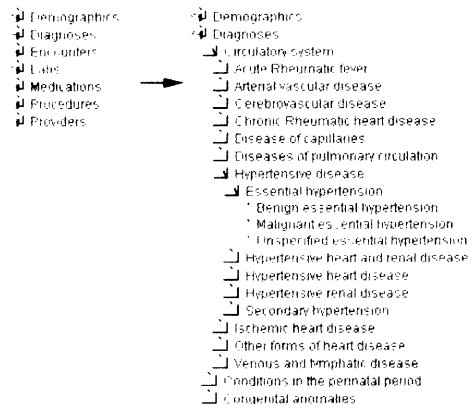 Demographics
Diagnoses
Encounters
Labs
Medications
Procedures
Providers
Demographics
Diagnoses
Circulatory system
Acute Rheumatic fever
Arterial vascular disease
Cerebrovascular disease
Chronic Rheumatic heart disease
Disease of capillaries
Diseases of pulmonary circulation
Hypertensive disease
Essential hypertension
Benign essential hypertension
Malignant essential hypertension
Unspecified essential hypertension
Hypertensive heart and renal disease
Hypertensive heart disease
Hypertensive renal disease
Secondary hypertension
Ischemic heart disease
Other forms of heart disease
Venous and lymphatic disease
Conditions in the perinatal period
Congenital anomalies